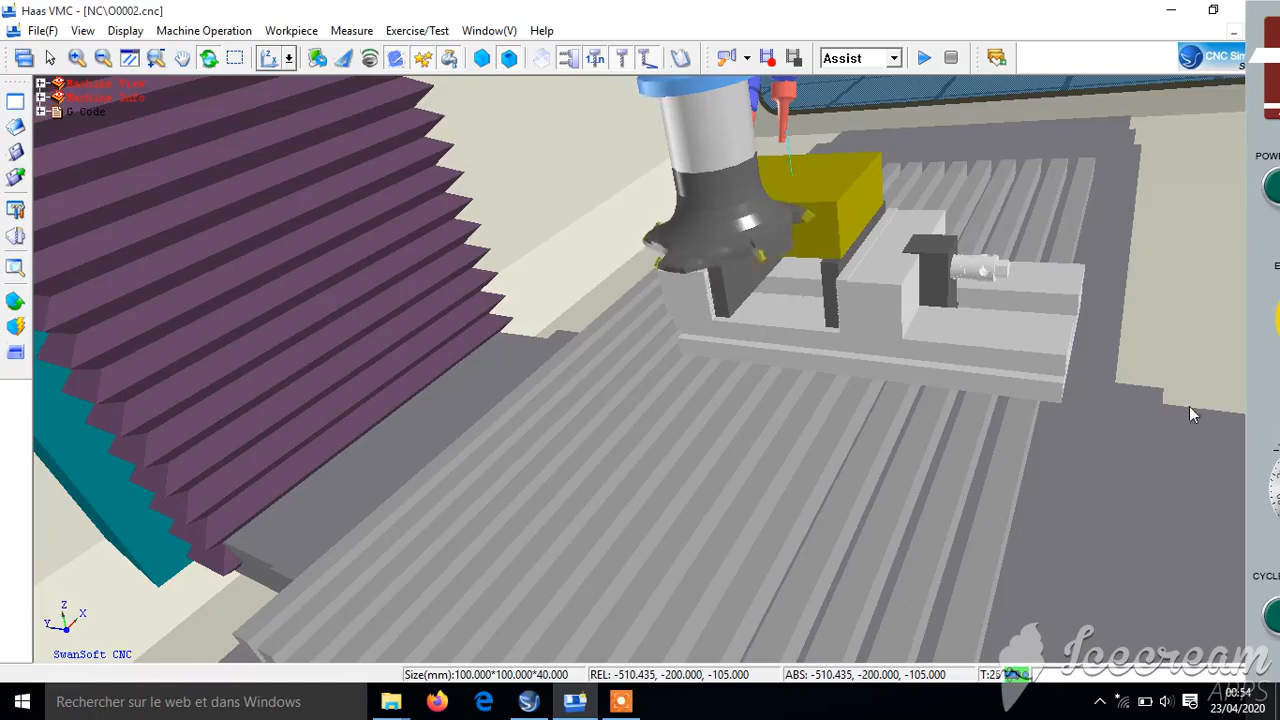 Haas VMC - [NC\O0002.cnc]
File(F) View Display Machine Operation Workpiece Measure Exercise/Test Window(V) Help
Assist
CNC Sim
Machine View
Machine Info
G Code
POWE
CYCLE
Z
X
Y
SwanSoft CNC
Size(mm):100.000*100.000*40.000 REL: -510.435, -200.000, -105.000 ABS: -510.435, -200.000, -105.000
Icecream
APPS
Rechercher sur le web et dans Windows
00:54
23/04/2020